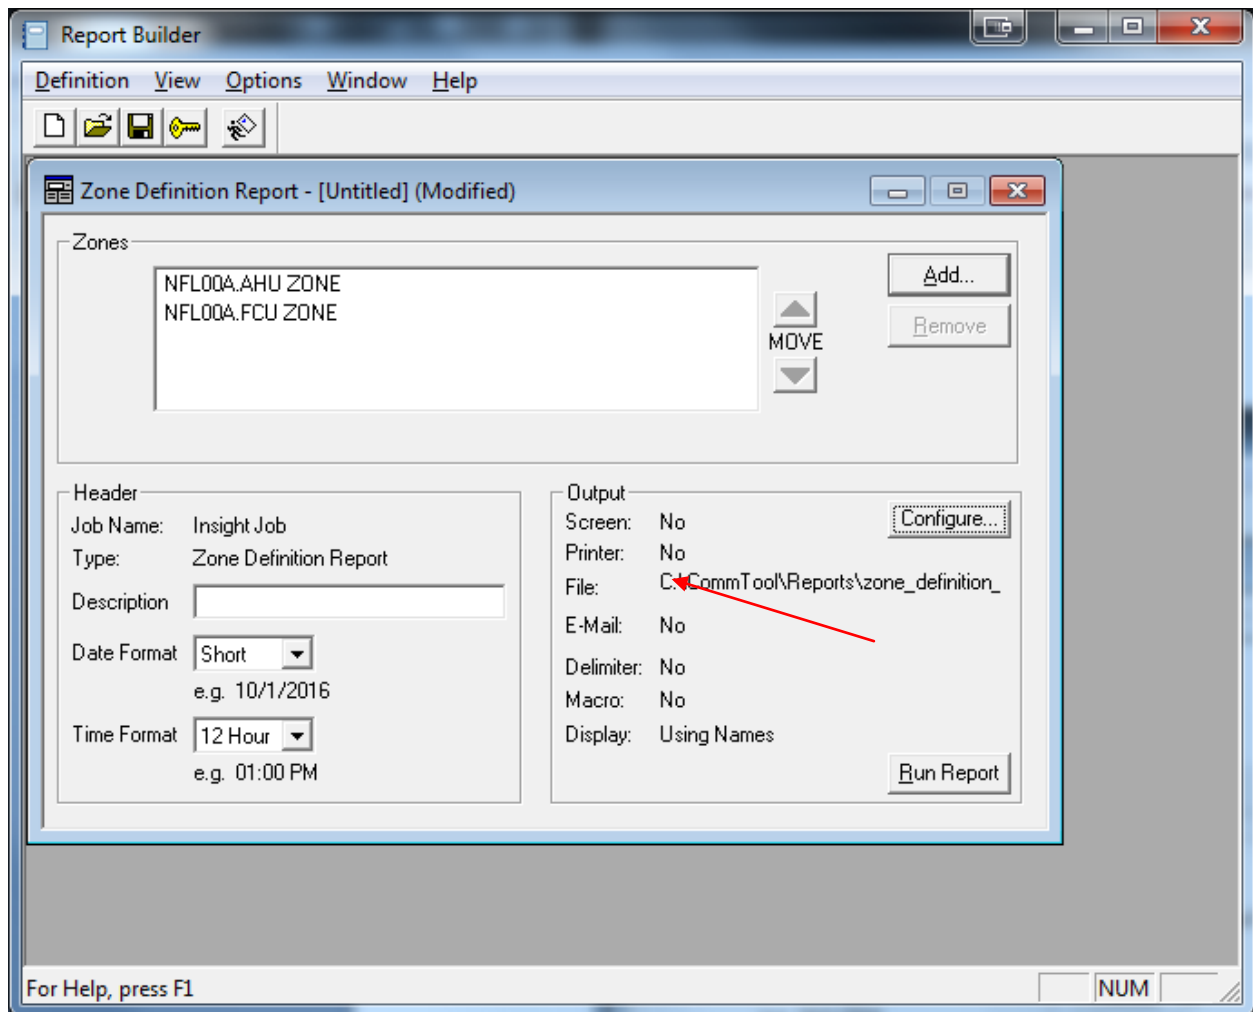 Report Builder
Definition View Options Window Help
Zone Definition Report - [Untitled] (Modified)
Zones
NFL00A.AHU ZONE
NFL00A.FCU ZONE
MOVE
Add...
Remove
Header
Job Name: Insight Job
Type: Zone Definition Report
Description
Date Format Short
e.g. 10/1/2016
Time Format 12 Hour
e.g. 01:00 PM
Output
Screen: No
Configure...
Printer: No
File: C:\CommTool\Reports\zone_definition_
E-Mail: No
Delimiter: No
Macro: No
Display: Using Names
Run Report
For Help, press F1
NUM